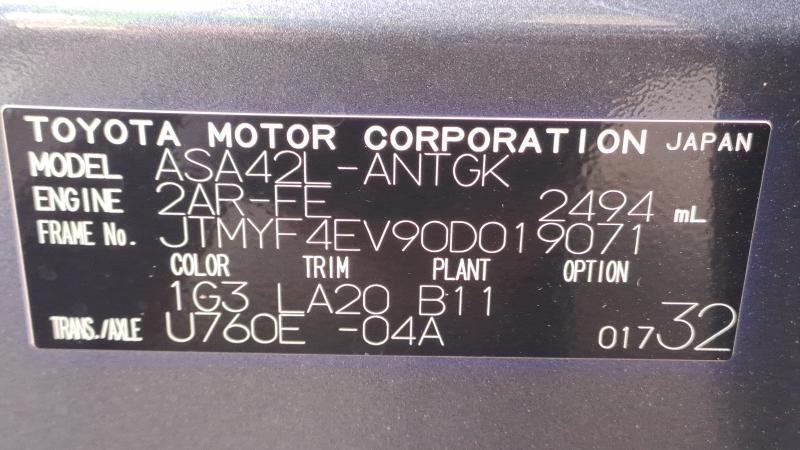 TOYOTA MOTOR CORPORATION JAPAN
MODEL ASA42L-ANTGK
ENGINE 2AR-FE 2494 mL
FRAME No. JTMYF4EV90D019071
COLOR TRIM PLANT OPTION
1G3 LA20 B11
TRANS./AXLE U760E -04A 01732